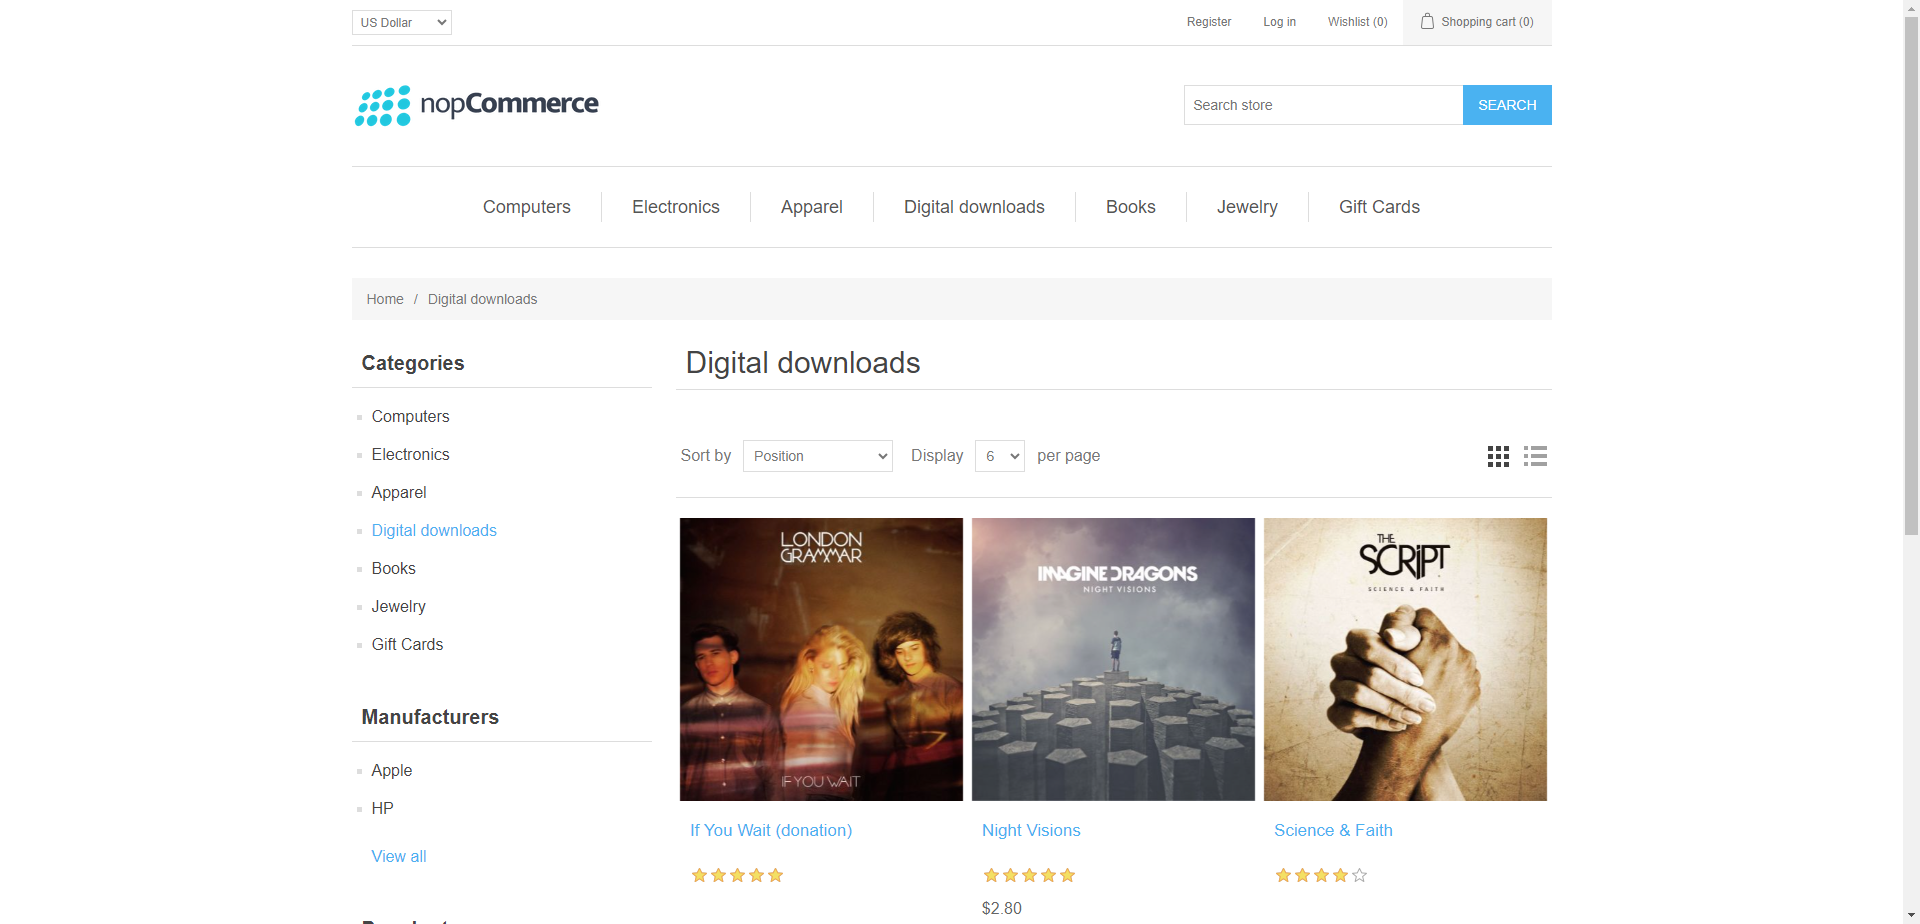 US Dollar
Register
Log in
Wishlist (0)
Shopping cart (0)
nopCommerce
Search store
SEARCH
Computers
Electronics
Apparel
Digital downloads
Books
Jewelry
Gift Cards
Home / Digital downloads
Categories
Computers
Electronics
Apparel
Digital downloads
Books
Jewelry
Gift Cards
Manufacturers
Apple
HP
View all
Digital downloads
Sort by Position Display 6 per page
LONDON
GRAMMAR
IF YOU WAIT
If You Wait (donation)
IMAGINE DRAGONS
NIGHT VISIONS
Night Visions
$2.80
THE
SCRIPT
SCIENCE & FAITH
Science & Faith